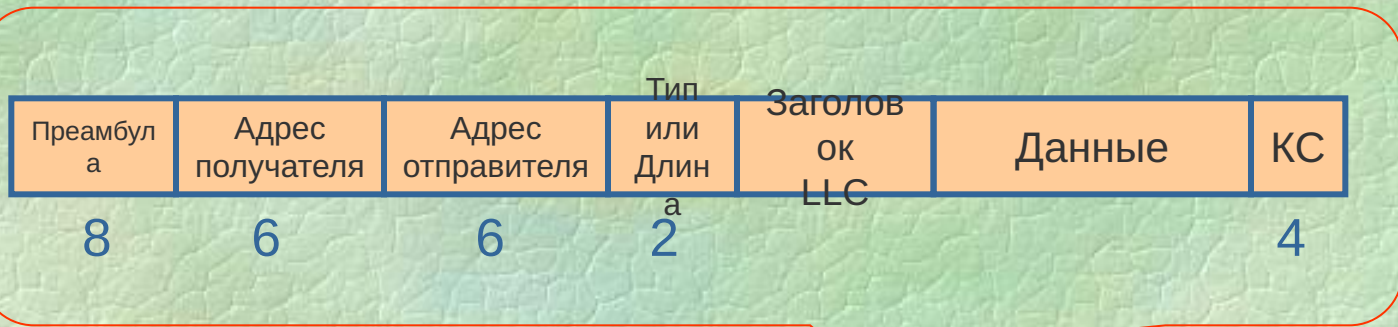 Преамбул
а
Адрес
получателя
Адрес
отправителя
Тип
или
Длин
а
Заголов
ок
LLC
Данные
КС
8
6
6
2
4